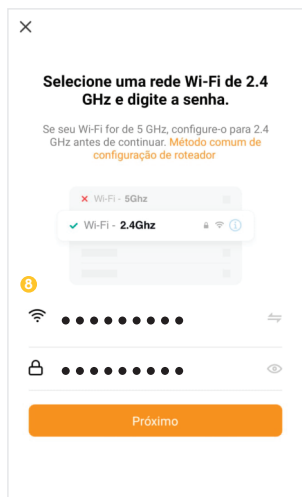 Selecione uma rede Wi-Fi de 2.4
GHz e digite a senha.
Se seu Wi-Fi for de 5 GHz, configure-o para 2.4
GHz antes de continuar. Método comum de
configuração de roteador
Wi-Fi - 5Ghz
Wi-Fi - 2.4Ghz
8
Próximo